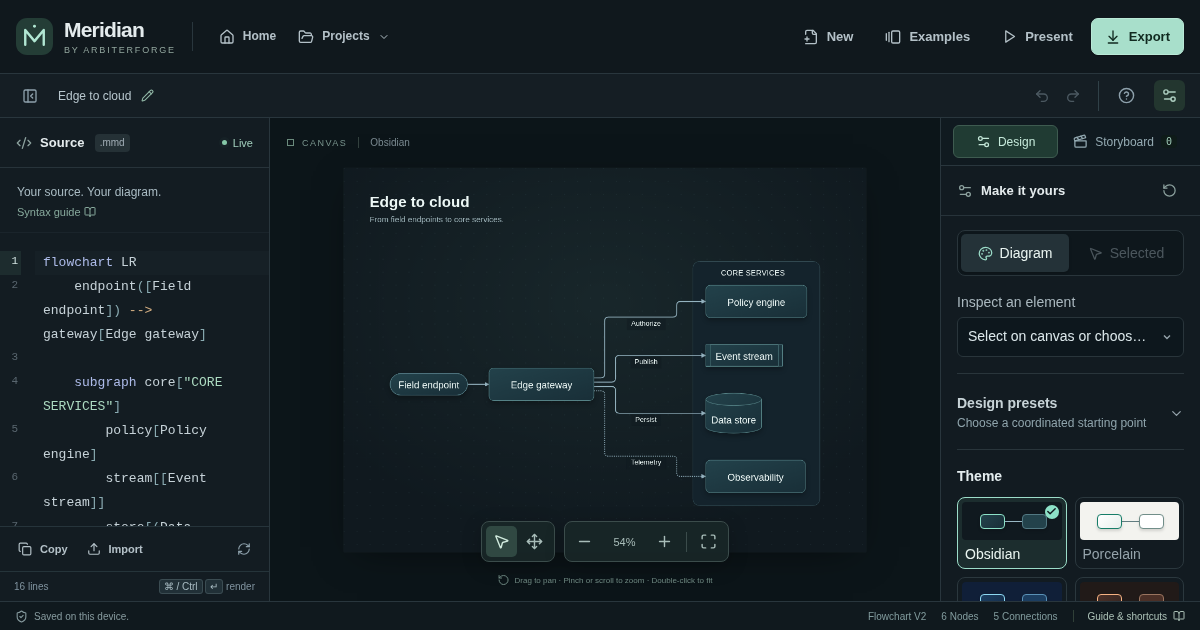 Meridian
BY ARBITERFORGE
Home
Projects
New
Examples
Present
Export
Edge to cloud
Source
.mmd
Live
Your source. Your diagram.
Syntax guide
1 flowchart LR
2 endpoint([Field
endpoint]) -->
gateway[Edge gateway]
3
4 subgraph core["CORE
SERVICES"]
5 policy[Policy
engine]
6 stream[[Event
stream]]
7 store[(Data
Copy
Import
16 lines
⌘ / Ctrl ↵ render
CANVAS
Obsidian
Edge to cloud
From field endpoints to core services.
CORE SERVICES
Policy engine
Authorize
Publish
Event stream
Field endpoint
Edge gateway
Persist
Data store
Telemetry
Observability
54%
Drag to pan · Pinch or scroll to zoom · Double-click to fit
Design
Storyboard 0
Make it yours
Diagram
Selected
Inspect an element
Select on canvas or choos…
Design presets
Choose a coordinated starting point
Theme
Obsidian
Porcelain
Saved on this device.
Flowchart V2
6 Nodes
5 Connections
Guide & shortcuts